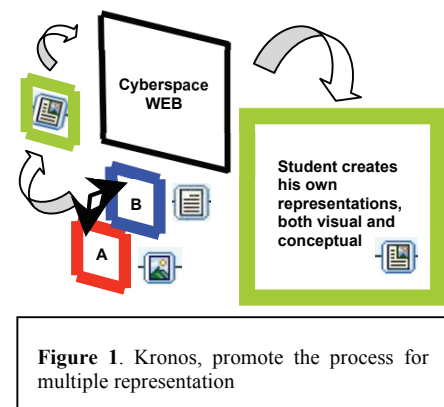 Cyberspace
WEB
B
A
Student creates
his own
representations,
both visual and
conceptual
Figure 1. Kronos, promote the process for
multiple representation